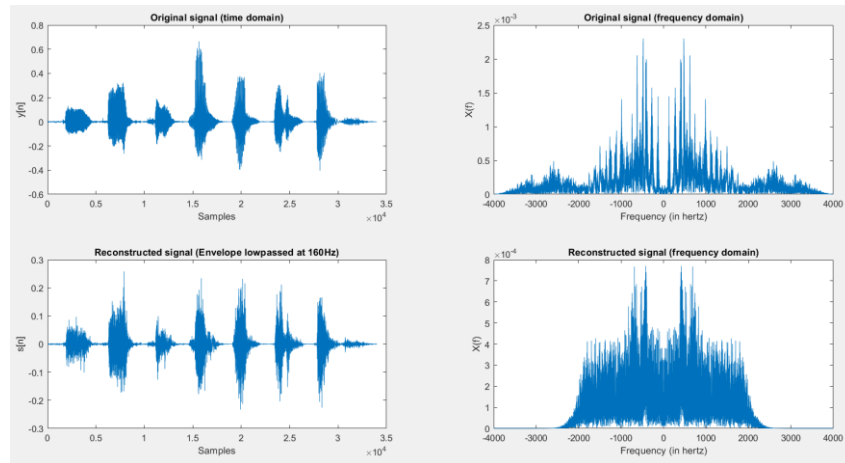 Original signal (time domain)
0.8
0.6
0.4
0.2
0
-0.2
-0.4
-0.6
y[n]
0 0.5 1 1.5 2 2.5 3 3.5
Samples
×10⁴
Original signal (frequency domain)
×10⁻³
2.5
2
1.5
1
0.5
0
X(f)
-4000 -3000 -2000 -1000 0 1000 2000 3000 4000
Frequency (in hertz)
Reconstructed signal (Envelope lowpassed at 160Hz)
0.3
0.2
0.1
0
-0.1
-0.2
-0.3
s[n]
0 0.5 1 1.5 2 2.5 3 3.5
Samples
×10⁴
Reconstructed signal (frequency domain)
×10⁻⁴
8
7
6
5
4
3
2
1
0
X(f)
-4000 -3000 -2000 -1000 0 1000 2000 3000 4000
Frequency (in hertz)